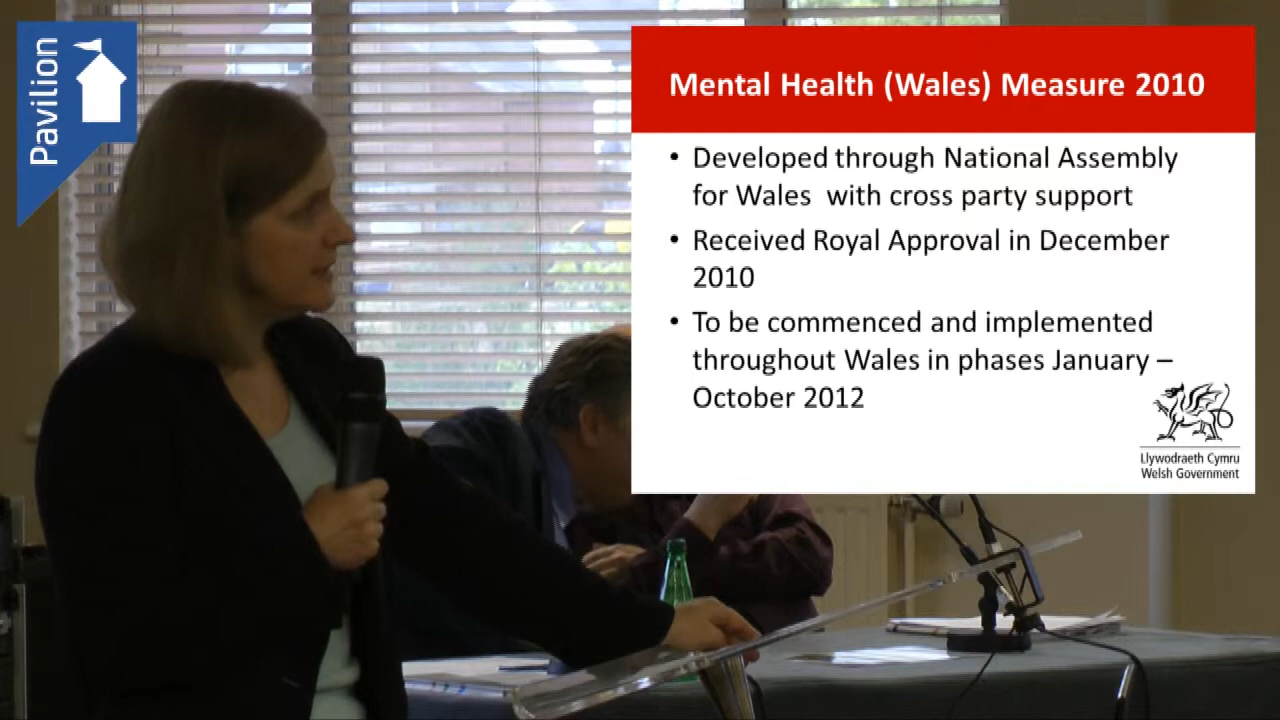 Pavilion
Mental Health (Wales) Measure 2010
• Developed through National Assembly
for Wales with cross party support
• Received Royal Approval in December
2010
• To be commenced and implemented
throughout Wales in phases January –
October 2012
Llywodraeth Cymru
Welsh Government